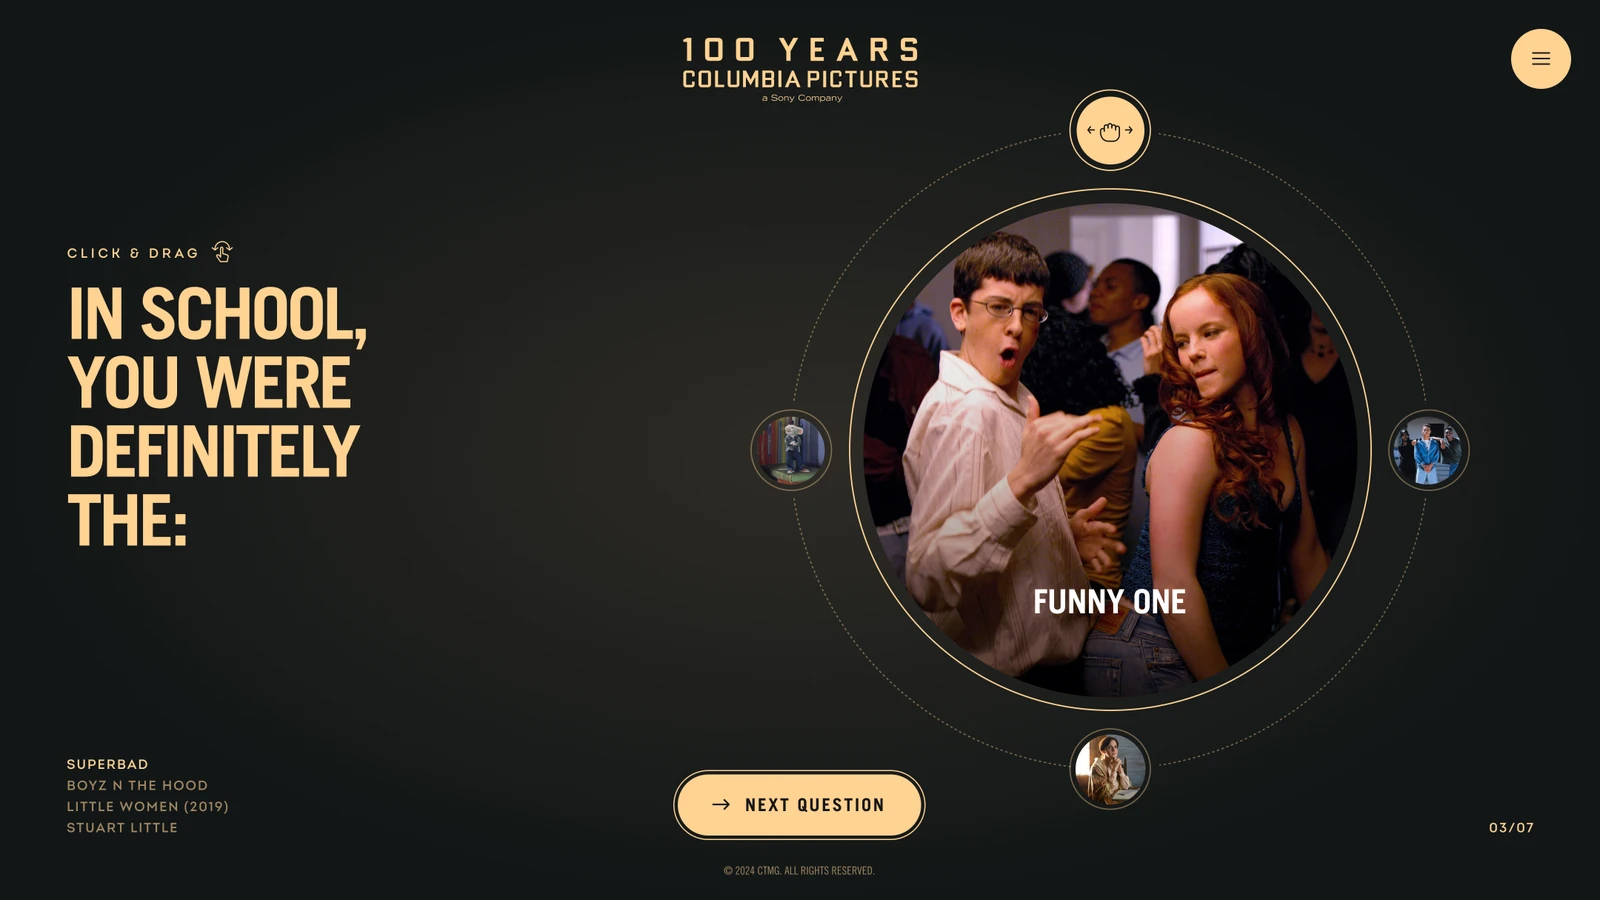 100 YEARS
COLUMBIA PICTURES
a Sony Company
CLICK & DRAG
IN SCHOOL,
YOU WERE
DEFINITELY
THE:
FUNNY ONE
SUPERBAD
BOYZ N THE HOOD
LITTLE WOMEN (2019)
STUART LITTLE
NEXT QUESTION
03/07
© 2024 CTMG. ALL RIGHTS RESERVED.